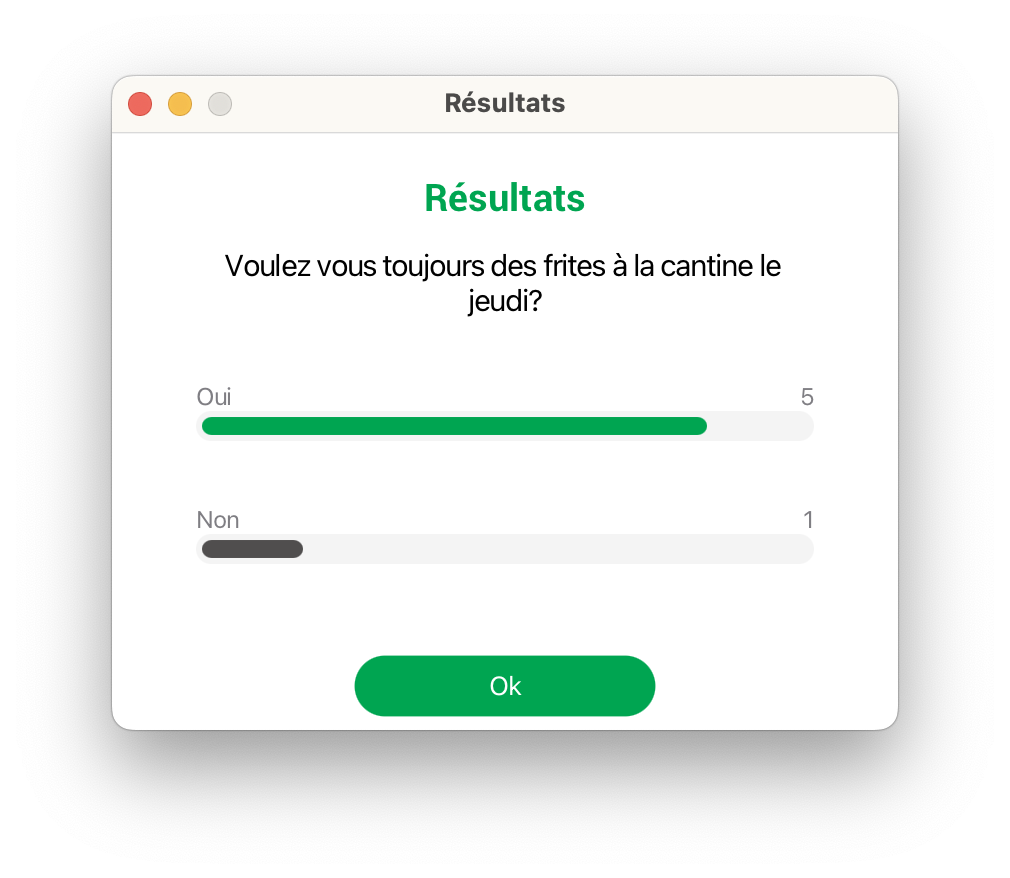 Résultats
Résultats
Voulez vous toujours des frites à la cantine le
jeudi?
Oui 5
Non 1
Ok